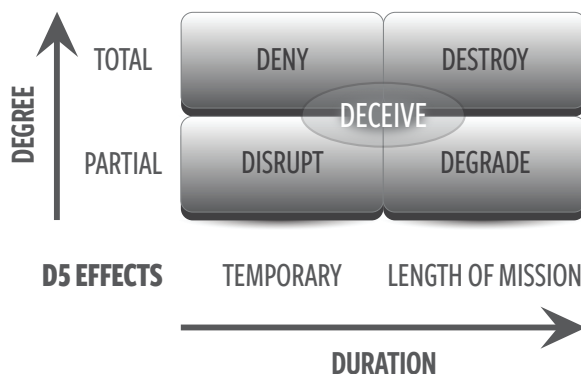 DEGREE
TOTAL DENY DESTROY
DECEIVE
PARTIAL DISRUPT DEGRADE
D5 EFFECTS TEMPORARY LENGTH OF MISSION
DURATION